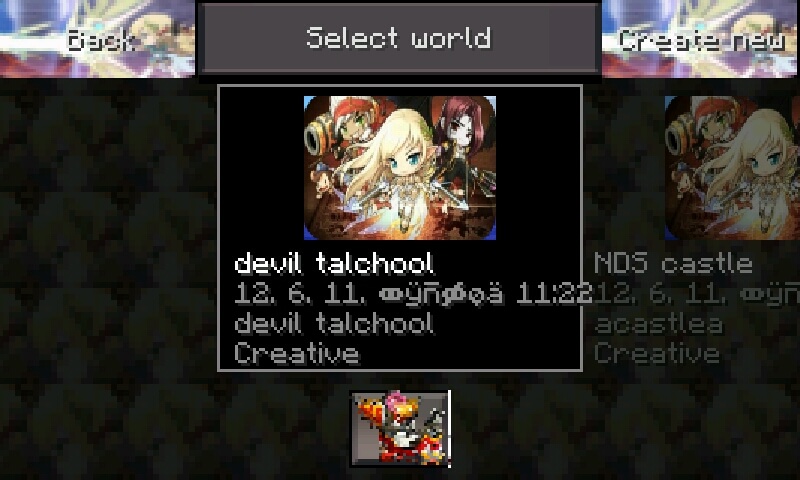 Back
Select world
Create new
devil talchool
12. 6. 11. 11:22
devil talchool
Creative
NDS castle
12. 6. 11.
acastlea
Creative